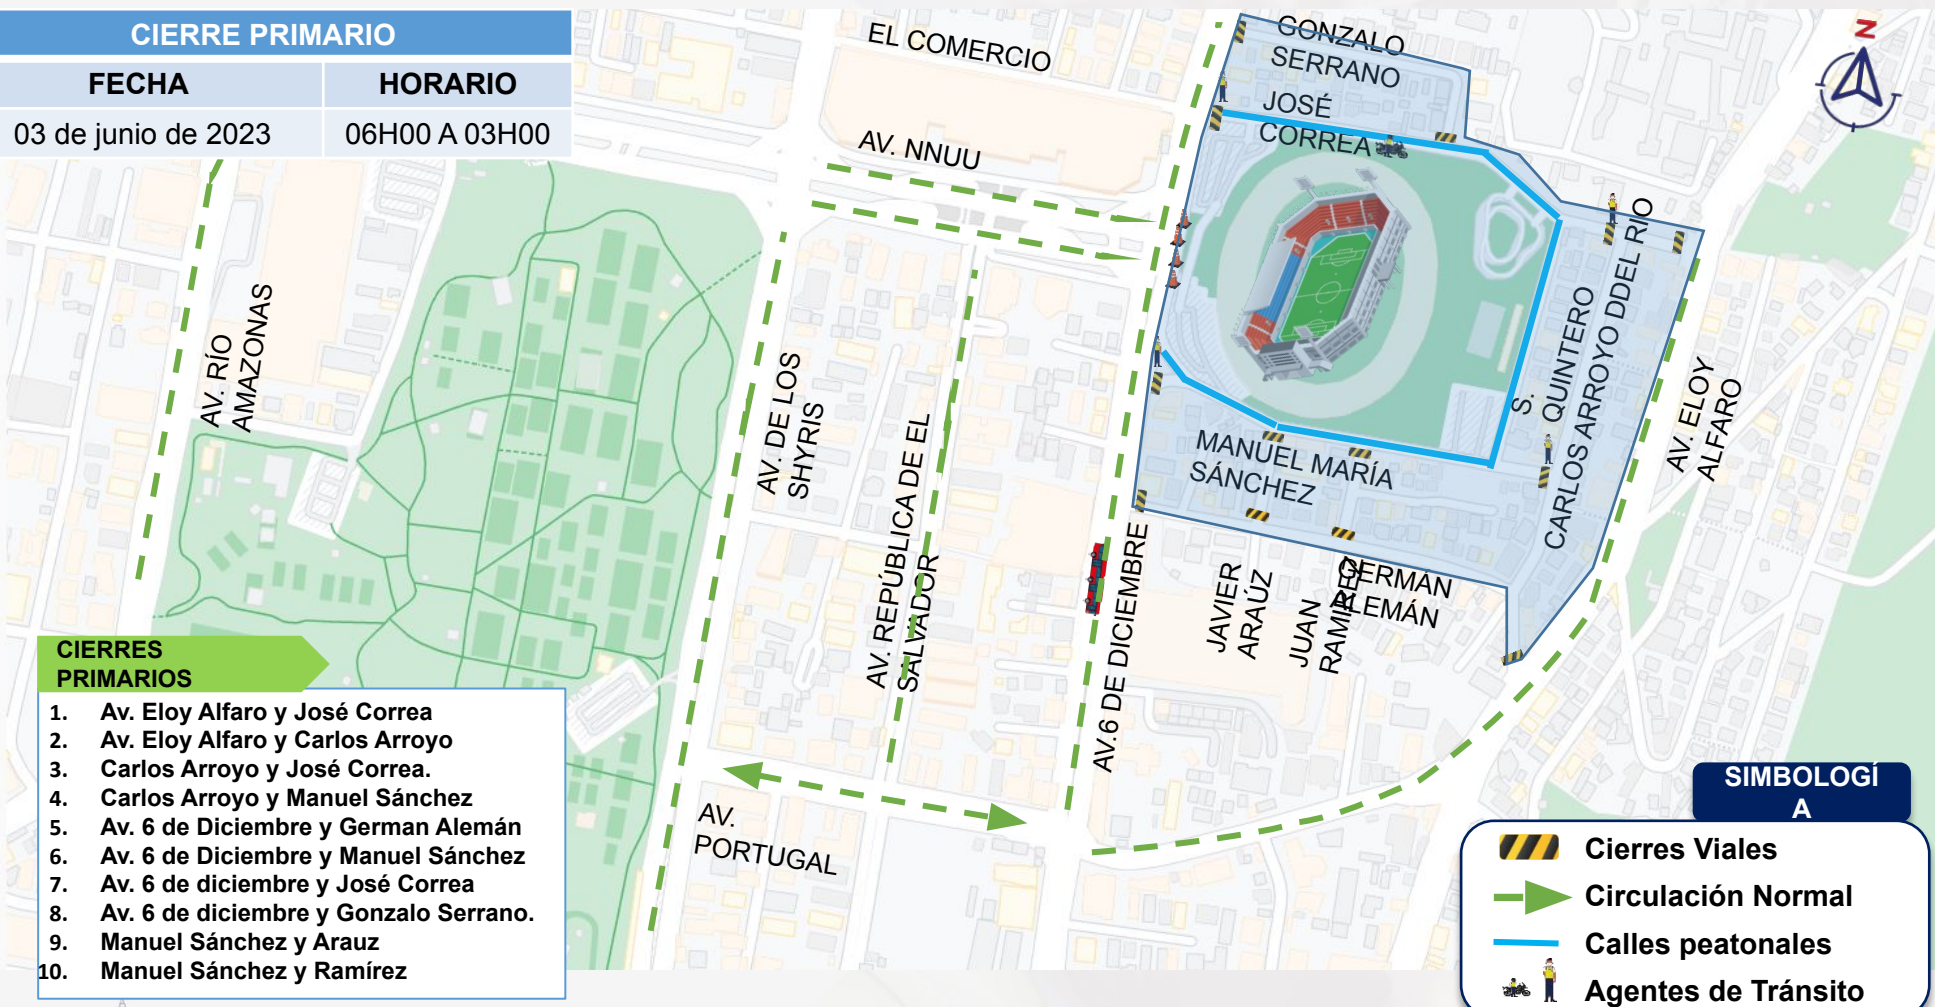 CIERRE PRIMARIO
FECHA HORARIO
03 de junio de 2023 06H00 A 03H00
EL COMERCIO
AV. NNUU
GONZALO
SERRANO
JOSÉ
CORREA
N
AV. RÍO
AMAZONAS
AV. DE LOS
SHYRIS
AV. REPÚBLICA DE EL
SALVADOR
AV.6 DE DICIEMBRE
MANUEL MARÍA
SÁNCHEZ
S.
QUINTERO
CARLOS ARROYO DDEL RIO
AV. ELOY
ALFARO
JAVIER
ARAÚZ
JUAN
RAMIREZ
GERMÁN
ALEMÁN
AV.
PORTUGAL
CIERRES
PRIMARIOS
1. Av. Eloy Alfaro y José Correa
2. Av. Eloy Alfaro y Carlos Arroyo
3. Carlos Arroyo y José Correa.
4. Carlos Arroyo y Manuel Sánchez
5. Av. 6 de Diciembre y German Alemán
6. Av. 6 de Diciembre y Manuel Sánchez
7. Av. 6 de diciembre y José Correa
8. Av. 6 de diciembre y Gonzalo Serrano.
9. Manuel Sánchez y Arauz
10. Manuel Sánchez y Ramírez
SIMBOLOGÍ
A
Cierres Viales
Circulación Normal
Calles peatonales
Agentes de Tránsito